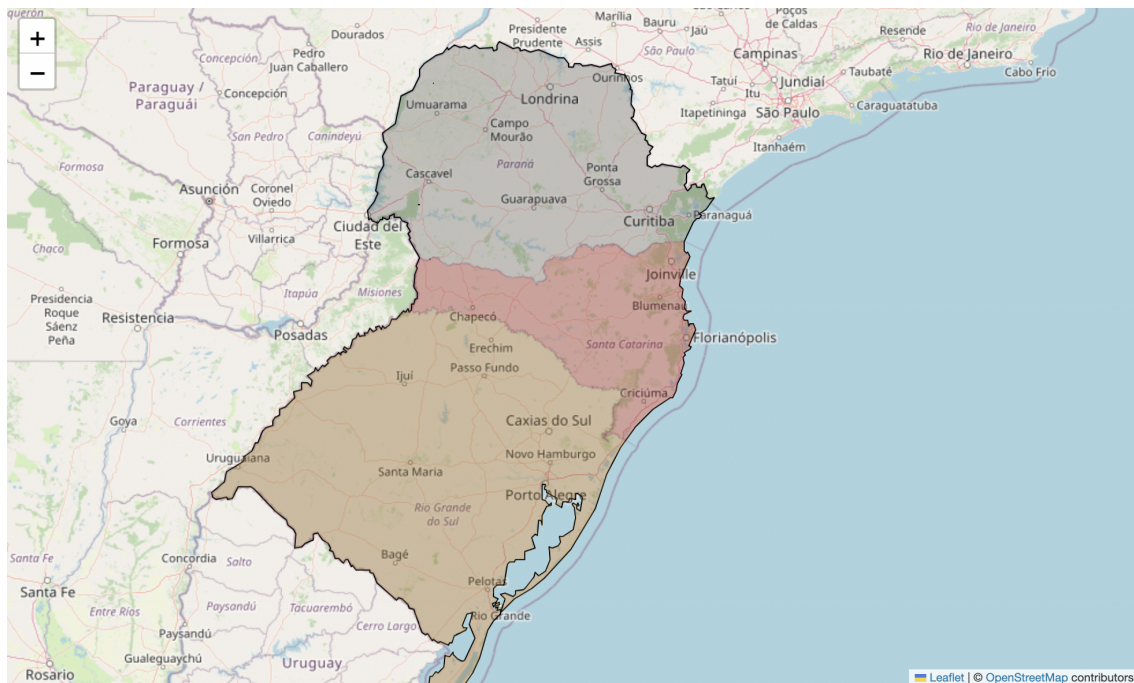 +
−
Dourados
Presidente
Prudente
Marília
Assis
Bauru
Jaú
de Caldas
Resende
Rio de Janeiro
Rio de Janeiro
Cabo Frio
Pedro
Juan Caballero
Concepción
Concepción
Paraguay /
Paraguái
São Paulo
Campinas
Jundiaí
Taubaté
Ourinhos
Tatuí
Itu
Itapetininga
São Paulo
Caraguatatuba
Itanhaém
Umuarama
Londrina
Campo
Mourão
San Pedro
Canindeyú
Formosa
Paraná
Cascavel
Ponta
Grossa
Guarapuava
Asunción
Coronel
Oviedo
Curitiba
Paranaguá
Ciudad del
Este
Villarrica
Formosa
Chaco
Itapúa
Misiones
Joinville
Presidencia
Roque
Sáenz
Peña
Resistencia
Posadas
Blumenau
Chapecó
Florianópolis
Santa Catarina
Erechim
Passo Fundo
Ijuí
Criciúma
Goya
Corrientes
Caxias do Sul
Uruguaiana
Novo Hamburgo
Santa Maria
Porto Alegre
Rio Grande
do Sul
Santa Fe
Concordia
Salto
Bagé
Santa Fe
Pelotas
Entre Ríos
Paysandú
Tacuarembó
Rio Grande
Cerro Largo
Paysandú
Gualeguaychú
Uruguay
Rosario
Leaflet | © OpenStreetMap contributors